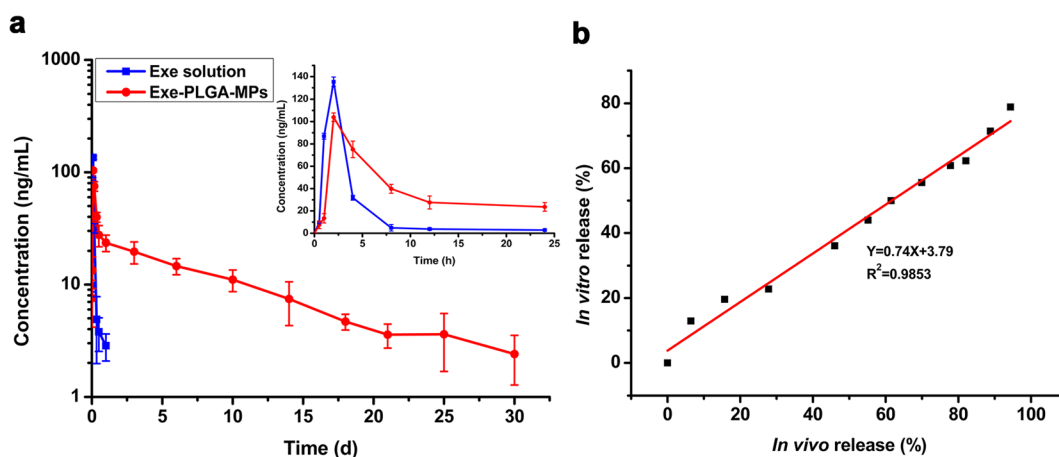 a
Exe solution
Exe-PLGA-MPs
1000
100
10
1
Concentration (ng/mL)
0 5 10 15 20 25 30
Time (d)
140
120
100
80
60
40
20
0
Concentration (ng/mL)
0 5 10 15 20 25
Time (h)
b
80
60
40
20
0
In vitro release (%)
Y=0.74X+3.79
R²=0.9853
0 20 40 60 80 100
In vivo release (%)